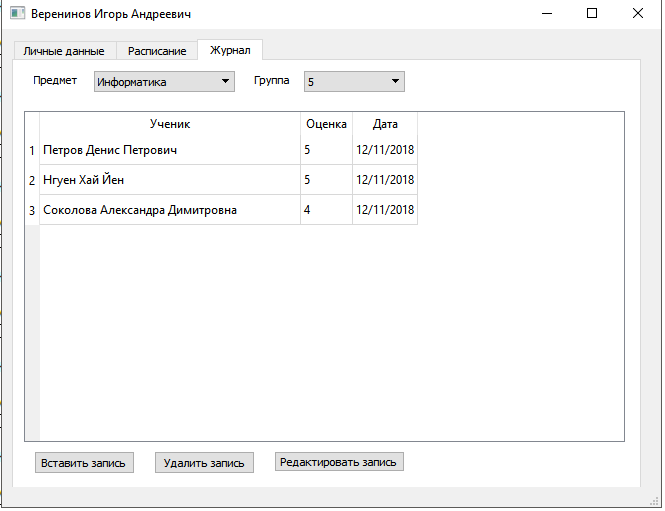 Веренинов Игорь Андреевич
Личные данные Расписание Журнал
Предмет Информатика Группа 5
Ученик Оценка Дата
1 Петров Денис Петрович 5 12/11/2018
2 Нгуен Хай Йен 5 12/11/2018
3 Соколова Александра Димитровна 4 12/11/2018
Вставить запись Удалить запись Редактировать запись